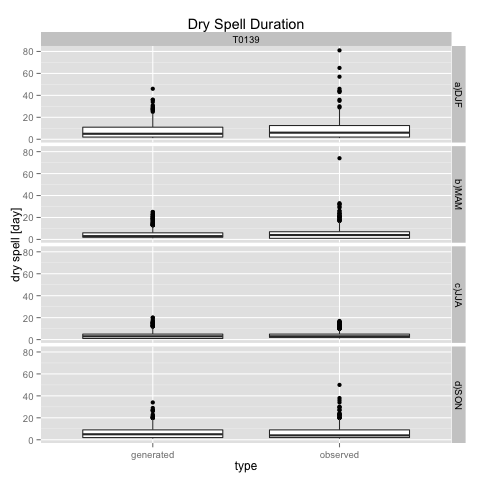 Dry Spell Duration
T0139
80
60
40
20
0
a)DJF
80
60
40
20
0
b)MAM
80
60
40
20
0
c)JJA
80
60
40
20
0
d)SON
dry spell [day]
generated observed
type